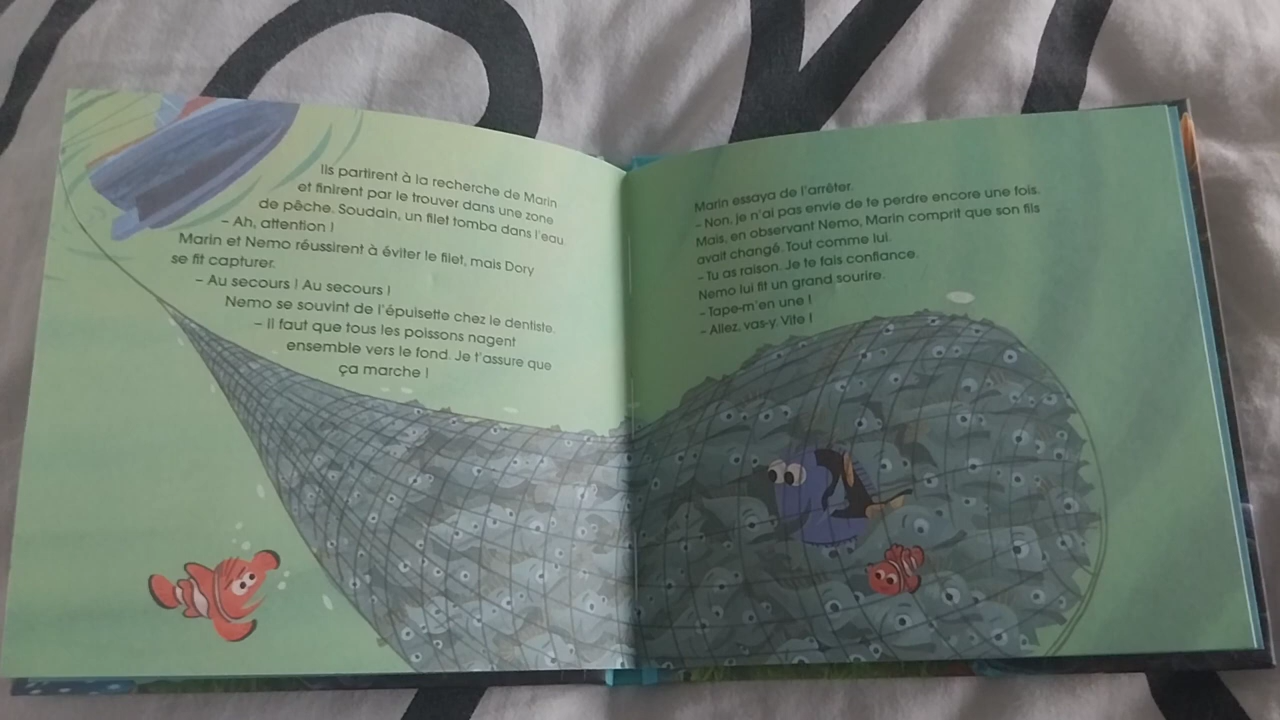 Ils partirent à la recherche de Marin
et finirent par le trouver dans une zone
de pêche. Soudain, un filet tomba dans l'eau.
– Ah, attention !
Marin et Nemo réussirent à éviter le filet, mais Dory
se fit capturer.
– Au secours ! Au secours !
Nemo se souvint de l'épuisette chez le dentiste.
– Il faut que tous les poissons nagent
ensemble vers le fond. Je t'assure que
ça marche !
Marin essaya de l'arrêter.
– Non, je n'ai pas envie de te perdre encore une fois.
Mais, en observant Nemo, Marin comprit que son fils
avait changé. Tout comme lui.
– Tu as raison. Je te fais confiance.
Nemo lui fit un grand sourire.
– Tape-m'en une !
– Allez, vas-y. Vite !